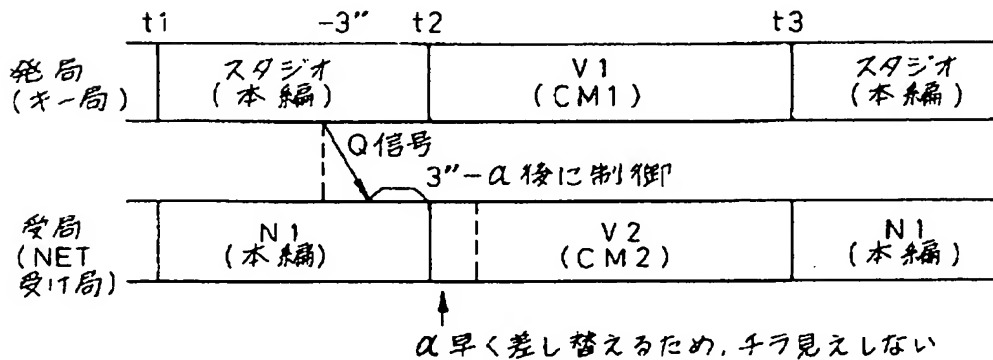 t1 -3″ t2 t3
発局
(キー局)
スタジオ
(本編)
V1
(CM1)
スタジオ
(本編)
Q信号
3″-α後に制御
受局
(NET
受け局)
N1
(本編)
V2
(CM2)
N1
(本編)
α早く差し替えるため,チラ見えしない